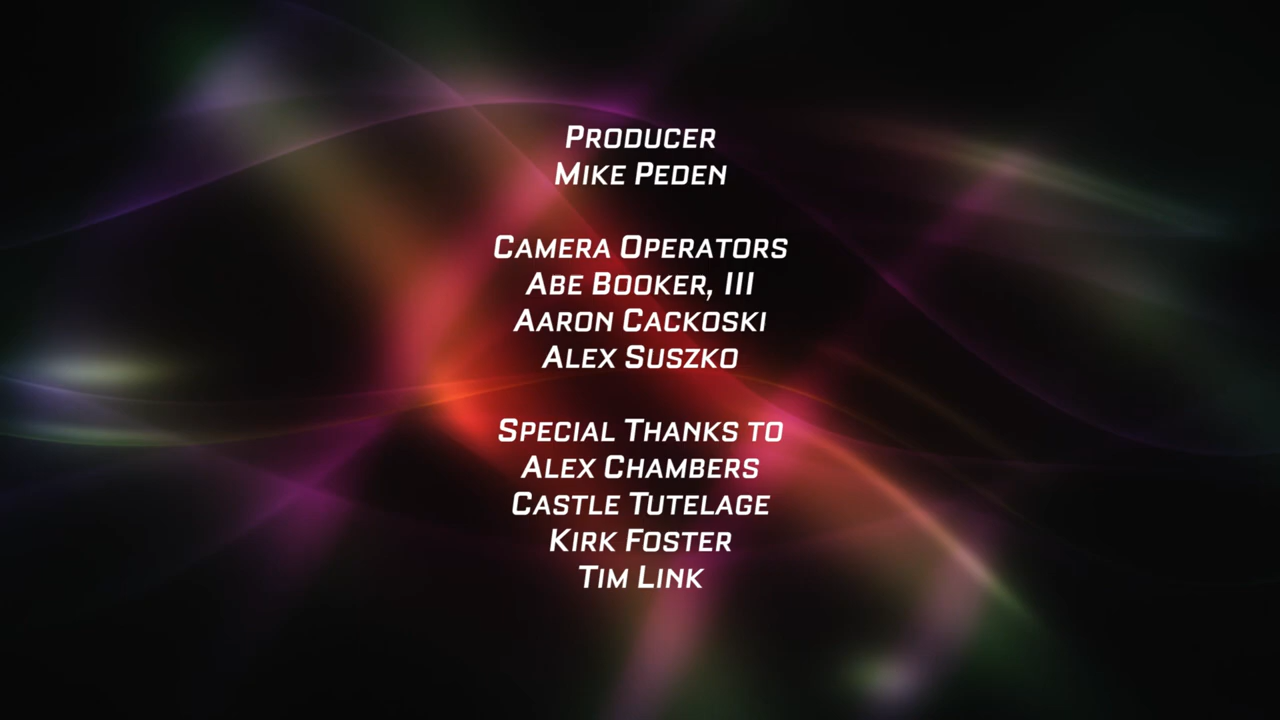 Producer
Mike Peden
Camera Operators
Abe Booker, III
Aaron Cackoski
Alex Suszko
Special Thanks to
Alex Chambers
Castle Tutelage
Kirk Foster
Tim Link